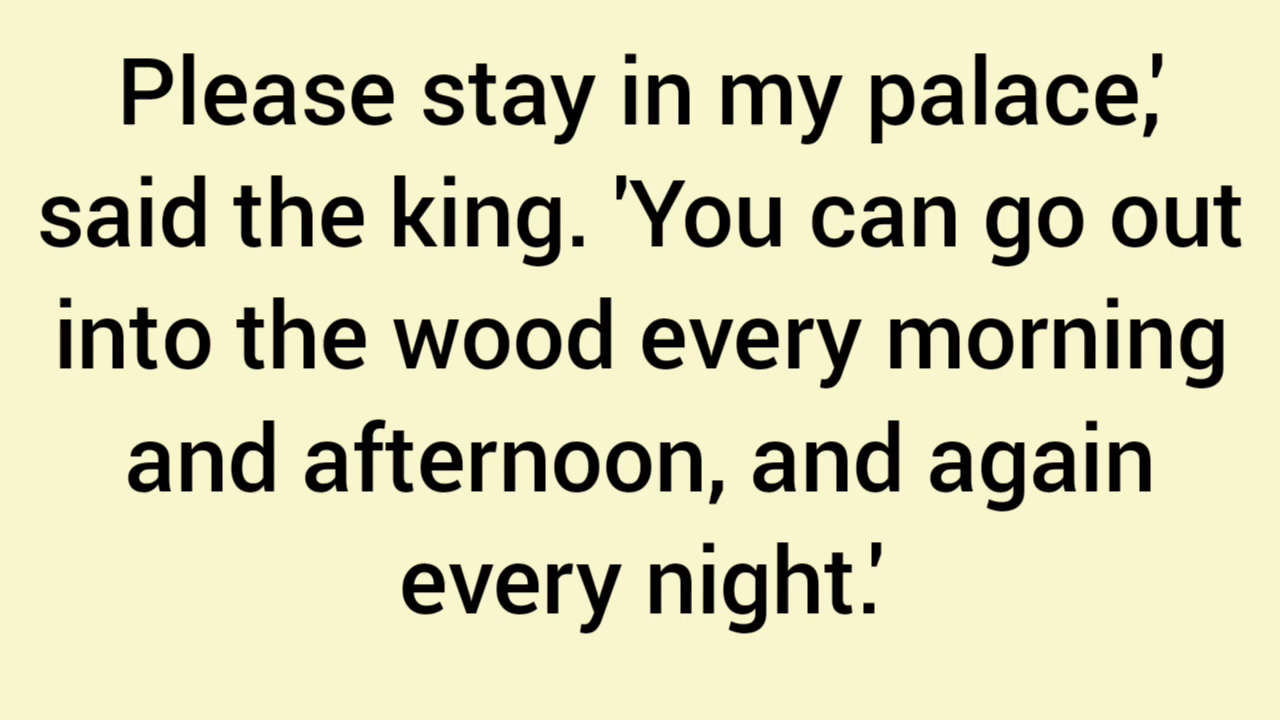 Please stay in my palace,'
said the king. 'You can go out
into the wood every morning
and afternoon, and again
every night.'